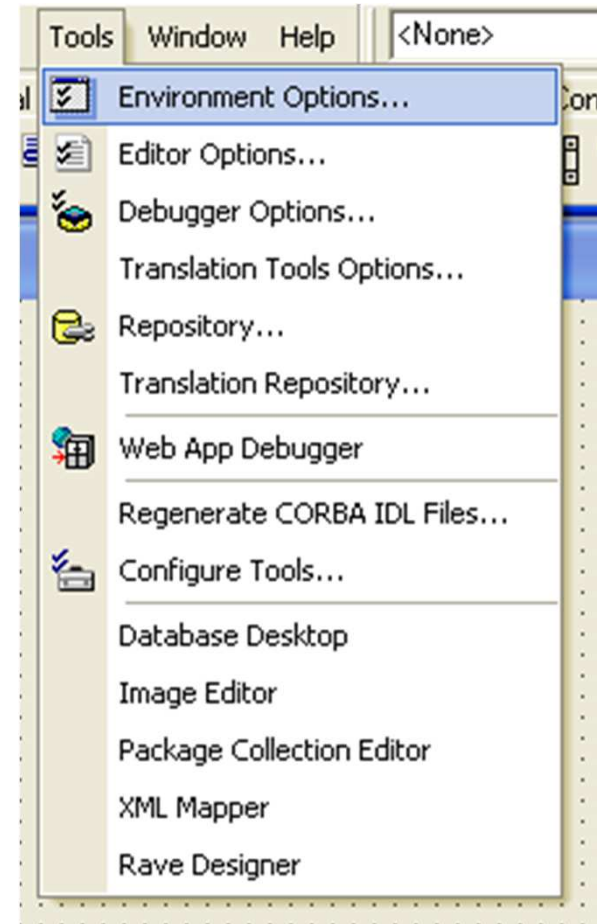 Tools Window Help <None>
Environment Options...
Editor Options...
Debugger Options...
Translation Tools Options...
Repository...
Translation Repository...
Web App Debugger
Regenerate CORBA IDL Files...
Configure Tools...
Database Desktop
Image Editor
Package Collection Editor
XML Mapper
Rave Designer